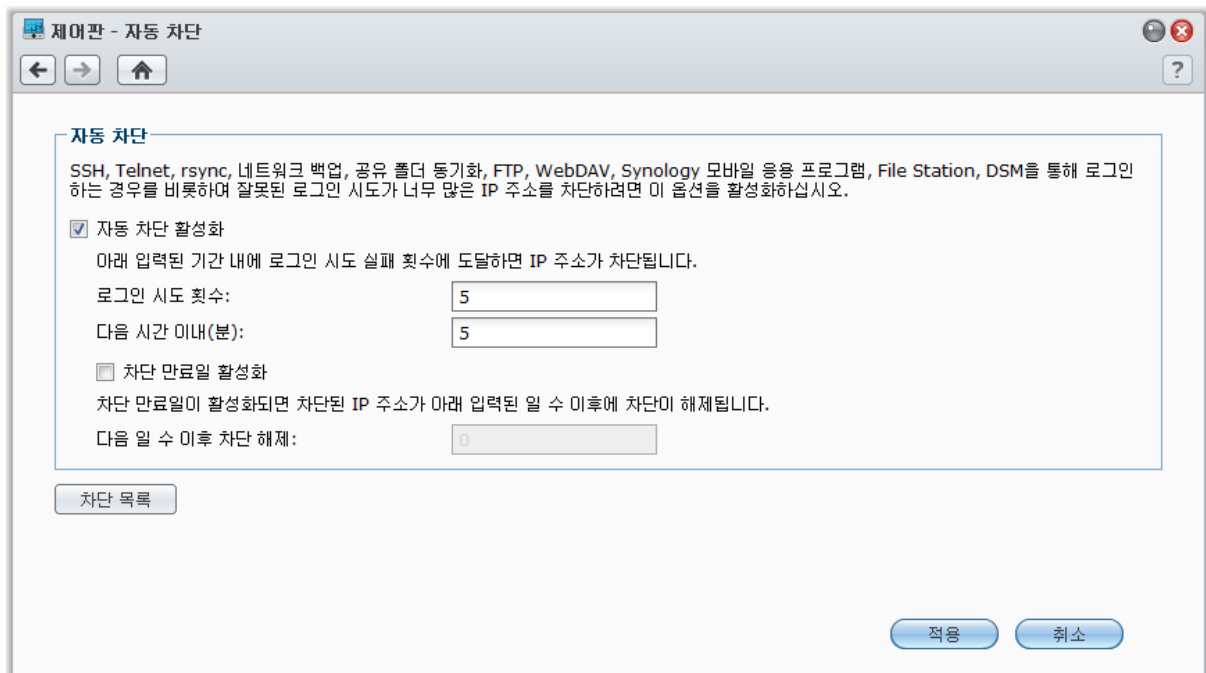 제어판 - 자동 차단
?
자동 차단
SSH, Telnet, rsync, 네트워크 백업, 공유 폴더 동기화, FTP, WebDAV, Synology 모바일 응용 프로그램, File Station, DSM을 통해 로그인
하는 경우를 비롯하여 잘못된 로그인 시도가 너무 많은 IP 주소를 차단하려면 이 옵션을 활성화하십시오.
자동 차단 활성화
아래 입력된 기간 내에 로그인 시도 실패 횟수에 도달하면 IP 주소가 차단됩니다.
로그인 시도 횟수: 5
다음 시간 이내(분): 5
차단 만료일 활성화
차단 만료일이 활성화되면 차단된 IP 주소가 아래 입력된 일 수 이후에 차단이 해제됩니다.
다음 일 수 이후 차단 해제: 0
차단 목록
적용 취소